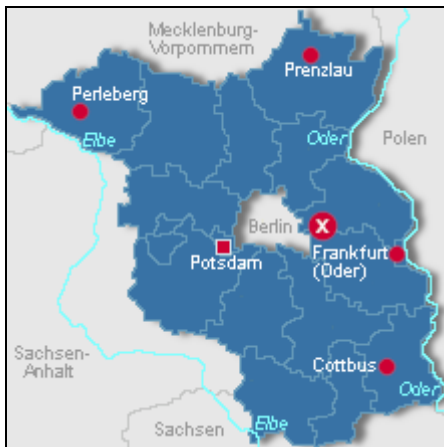 Mecklenburg-
Vorpommern
Prenzlau
Perleberg
Elbe
Oder
Polen
Berlin
X
Potsdam
Frankfurt
(Oder)
Sachsen-
Anhalt
Cottbus
Oder
Elbe
Sachsen